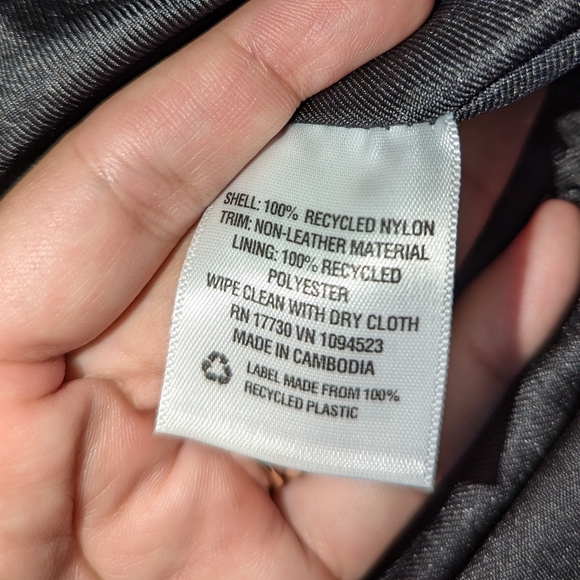 SHELL: 100% RECYCLED NYLON
TRIM: NON-LEATHER MATERIAL
LINING: 100% RECYCLED
POLYESTER
WIPE CLEAN WITH DRY CLOTH
RN 17730 VN 1094523
MADE IN CAMBODIA
LABEL MADE FROM 100%
RECYCLED PLASTIC